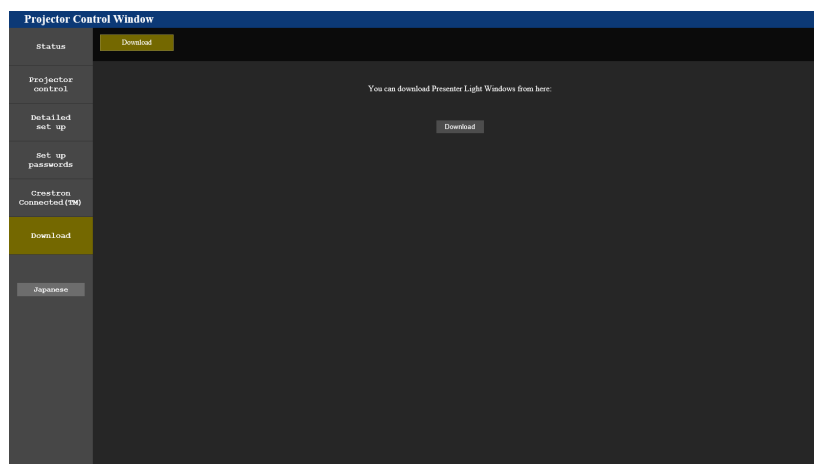 Projector Control Window
Status
Download
Projector
control
You can download Presenter Light Windows from here:
Detailed
set up
Download
Set up
passwords
Crestron
Connected(TM)
Download
Japanese